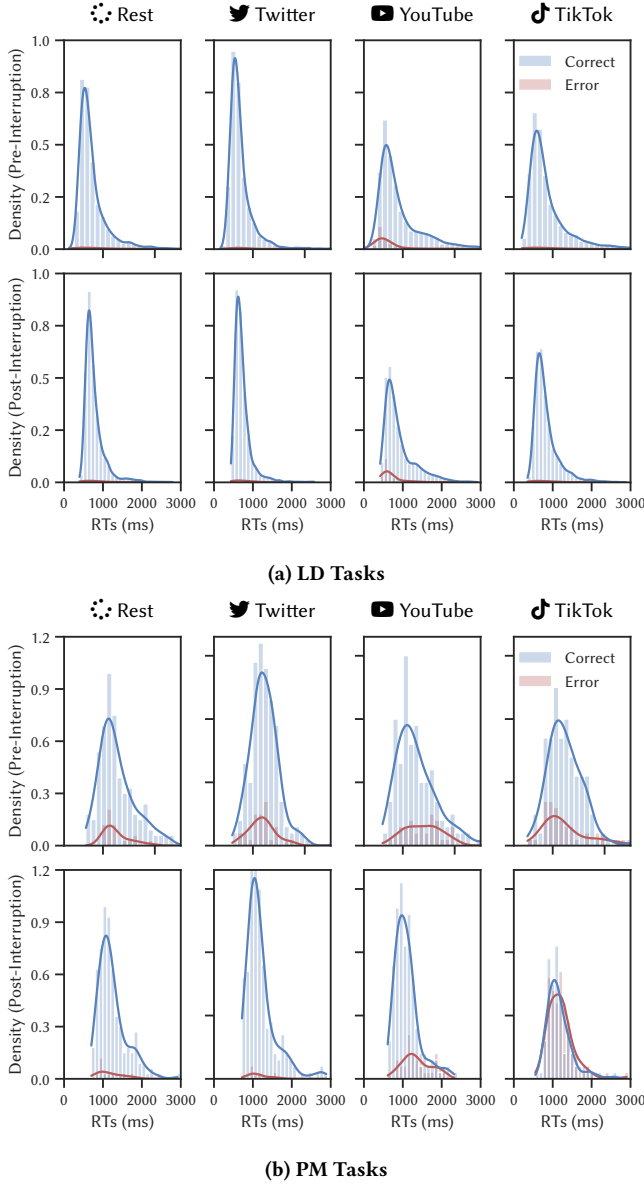 Rest Twitter YouTube TikTok
Density (Pre-Interruption)
1.0
0.8
0.5
0.2
0.0
Correct
Error
Density (Post-Interruption)
1.0
0.8
0.5
0.2
0.0
0 1000 2000 3000 0 1000 2000 3000 0 1000 2000 3000 0 1000 2000 3000
RTs (ms) RTs (ms) RTs (ms) RTs (ms)
(a) LD Tasks
Rest Twitter YouTube TikTok
Density (Pre-Interruption)
1.2
0.9
0.6
0.3
0.0
Correct
Error
Density (Post-Interruption)
1.2
0.9
0.6
0.3
0.0
0 1000 2000 3000 0 1000 2000 3000 0 1000 2000 3000 0 1000 2000 3000
RTs (ms) RTs (ms) RTs (ms) RTs (ms)
(b) PM Tasks